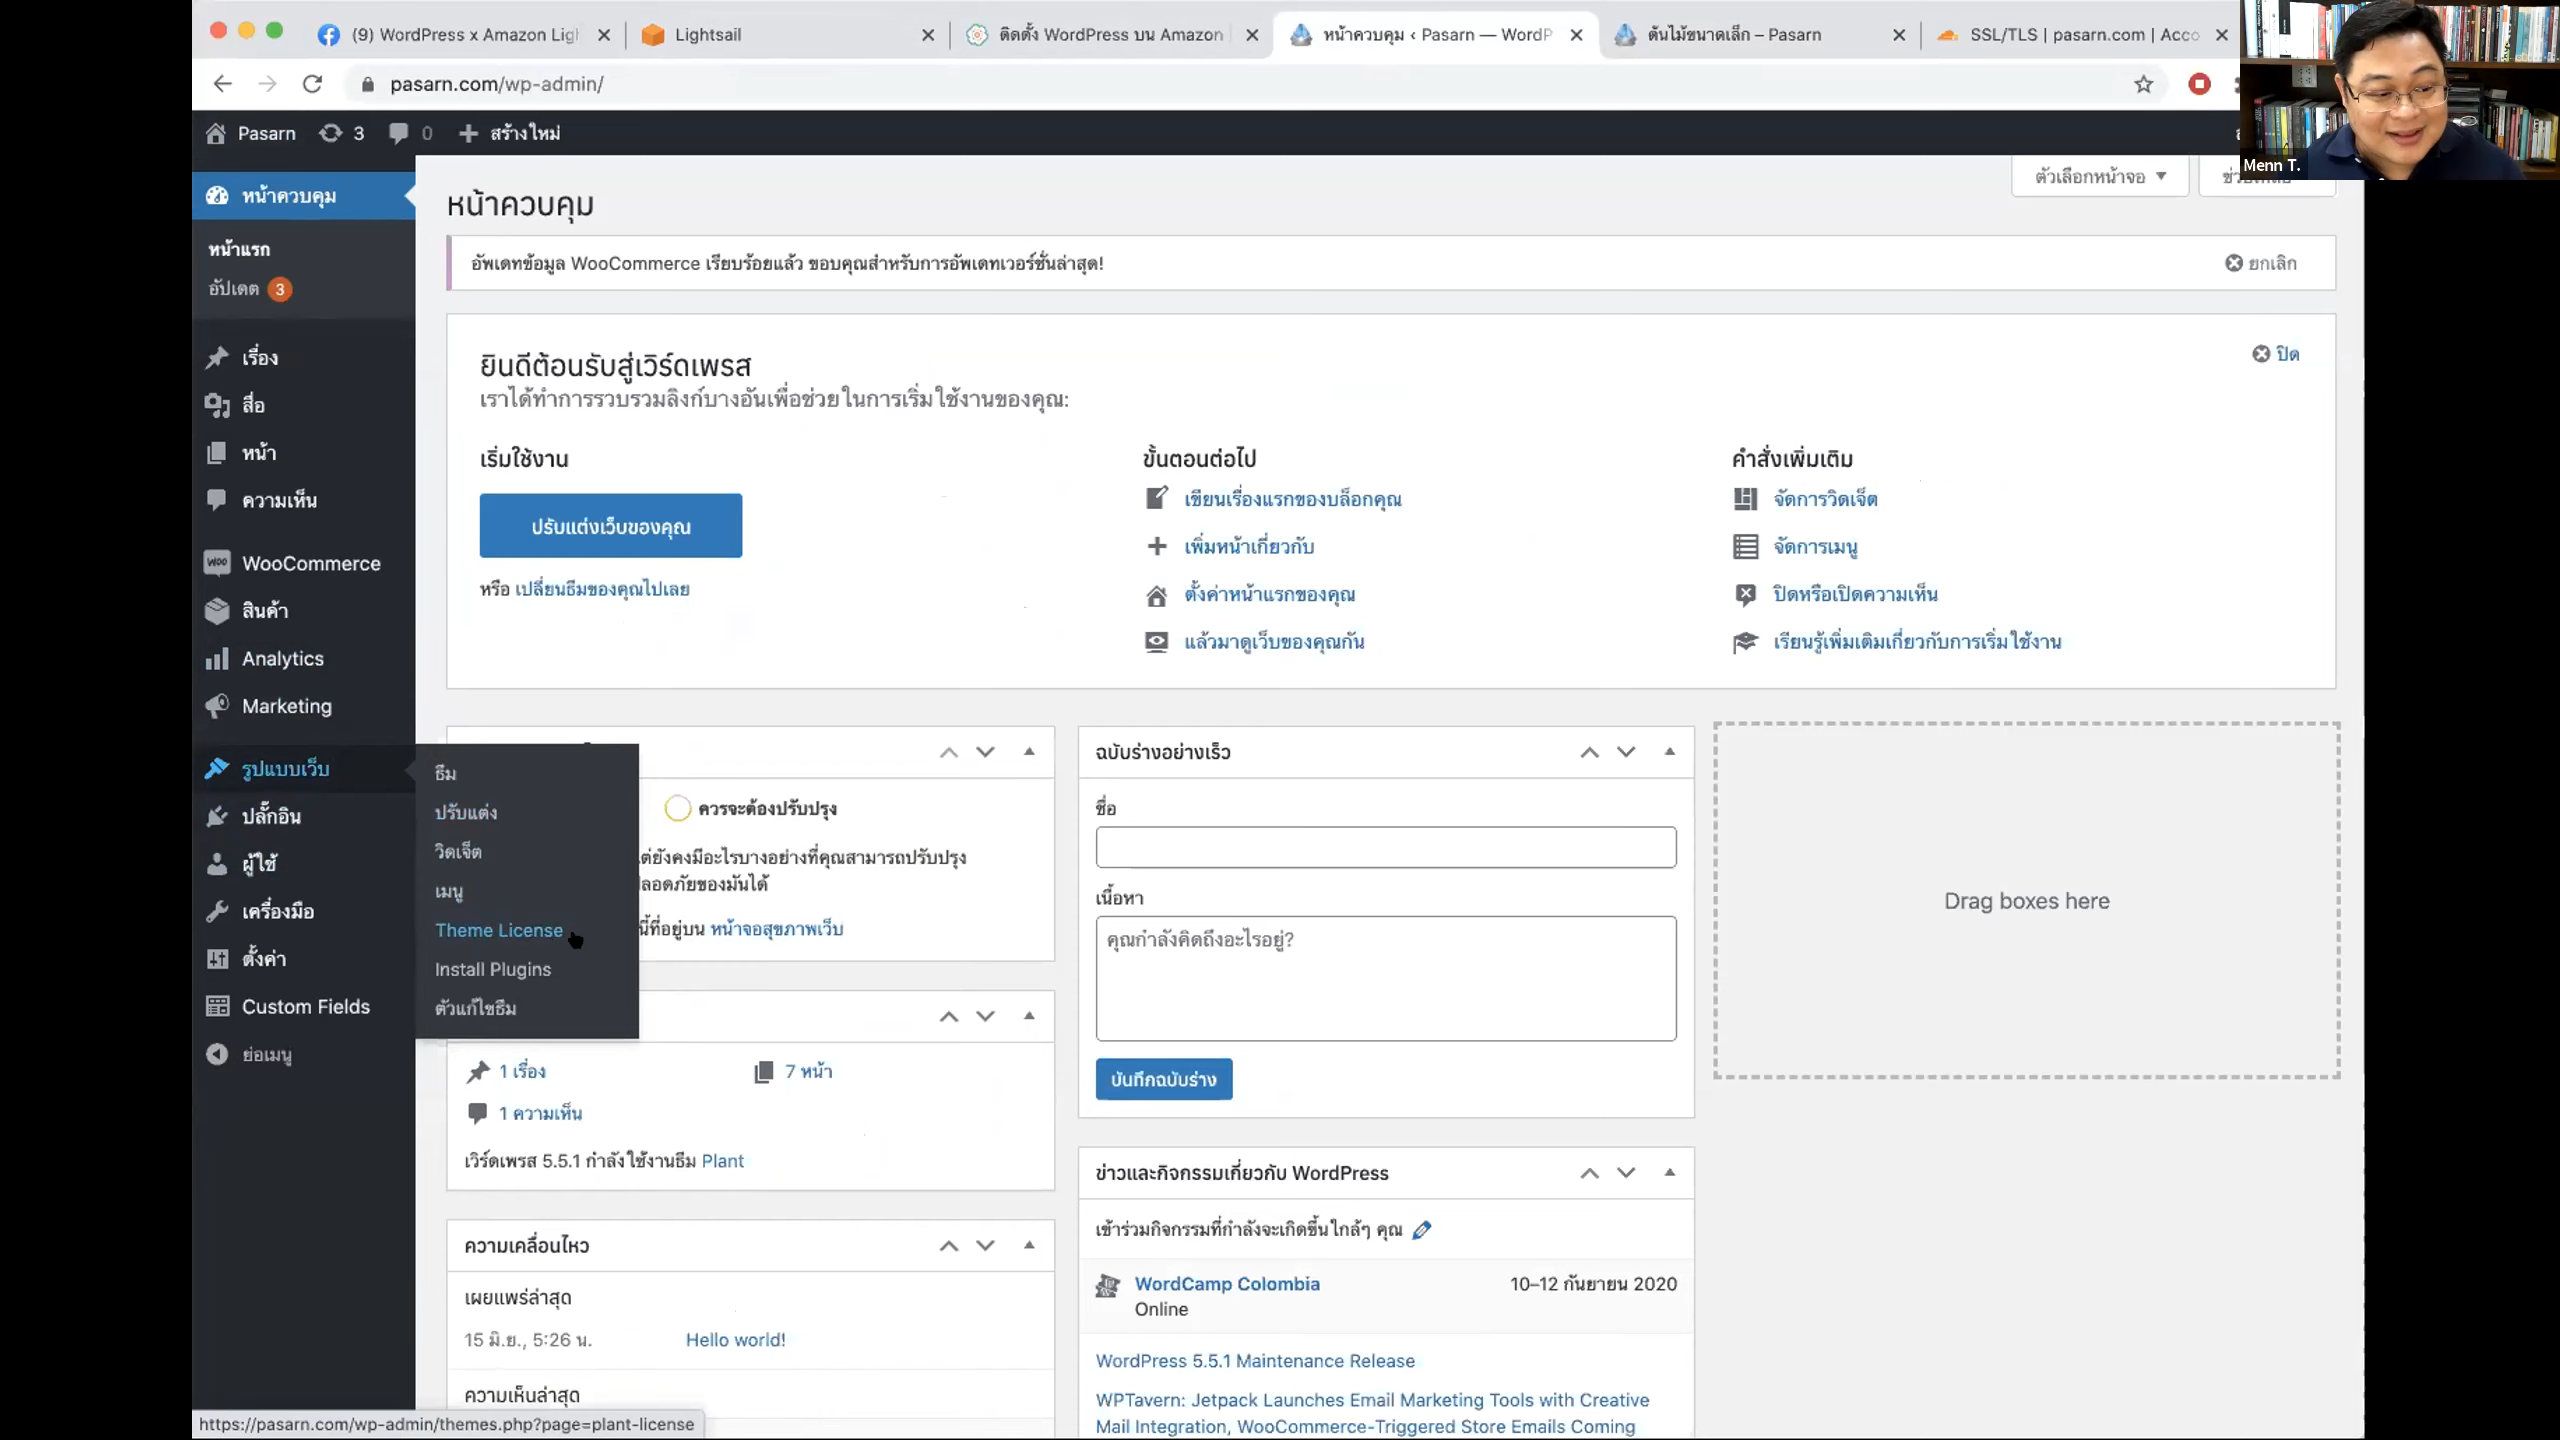 (9) WordPress x Amazon Ligh
Lightsail
ติดตั้ง WordPress บน Amazon
หน้าควบคุม ‹ Pasarn — WordP
ต้นไม้ขนาดเล็ก – Pasarn
SSL/TLS | pasarn.com | Acco
pasarn.com/wp-admin/
Pasarn
3
0
สร้างใหม่
Menn T.
หน้าควบคุม
หน้าแรก
อัปเดต 3
เรื่อง
สื่อ
หน้า
ความเห็น
WooCommerce
สินค้า
Analytics
Marketing
รูปแบบเว็บ
ปลั๊กอิน
ผู้ใช้
เครื่องมือ
ตั้งค่า
Custom Fields
ย่อเมนู
ธีม
ปรับแต่ง
วิดเจ็ต
เมนู
Theme License
Install Plugins
ตัวแก้ไขธีม
ตัวเลือกหน้าจอ
หน้าควบคุม
อัพเดทข้อมูล WooCommerce เรียบร้อยแล้ว ขอบคุณสำหรับการอัพเดทเวอร์ชั่นล่าสุด!
ยกเลิก
ยินดีต้อนรับสู่เวิร์ดเพรส
ปิด
เราได้ทำการรวบรวมลิงก์บางอันเพื่อช่วยในการเริ่มใช้งานของคุณ:
เริ่มใช้งาน
ปรับแต่งเว็บของคุณ
หรือ เปลี่ยนธีมของคุณไปเลย
ขั้นตอนต่อไป
เขียนเรื่องแรกของบล็อกคุณ
เพิ่มหน้าเกี่ยวกับ
ตั้งค่าหน้าแรกของคุณ
แล้วมาดูเว็บของคุณกัน
คำสั่งเพิ่มเติม
จัดการวิดเจ็ต
จัดการเมนู
ปิดหรือเปิดความเห็น
เรียนรู้เพิ่มเติมเกี่ยวกับการเริ่มใช้งาน
ควรจะต้องปรับปรุง
ต่ยังคงมีอะไรบางอย่างที่คุณสามารถปรับปรุง
ลอดภัยของมันได้
นี้ที่อยู่บน หน้าจอสุขภาพเว็บ
1 เรื่อง
7 หน้า
1 ความเห็น
เวิร์ดเพรส 5.5.1 กำลังใช้งานธีม Plant
ความเคลื่อนไหว
เผยแพร่ล่าสุด
15 มิ.ย., 5:26 น.
Hello world!
ความเห็นล่าสุด
ฉบับร่างอย่างเร็ว
ชื่อ
เนื้อหา
คุณกำลังคิดถึงอะไรอยู่?
บันทึกฉบับร่าง
ข่าวและกิจกรรมเกี่ยวกับ WordPress
เข้าร่วมกิจกรรมที่กำลังจะเกิดขึ้นใกล้ๆ คุณ
WordCamp Colombia
10–12 กันยายน 2020
Online
WordPress 5.5.1 Maintenance Release
WPTavern: Jetpack Launches Email Marketing Tools with Creative
Mail Integration, WooCommerce-Triggered Store Emails Coming
Drag boxes here
https://pasarn.com/wp-admin/themes.php?page=plant-license